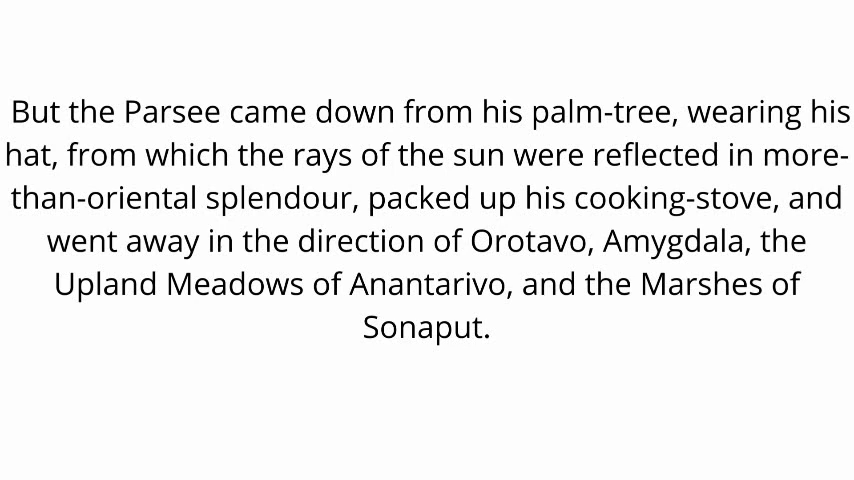 But the Parsee came down from his palm-tree, wearing his
hat, from which the rays of the sun were reflected in more-
than-oriental splendour, packed up his cooking-stove, and
went away in the direction of Orotavo, Amygdala, the
Upland Meadows of Anantarivo, and the Marshes of
Sonaput.